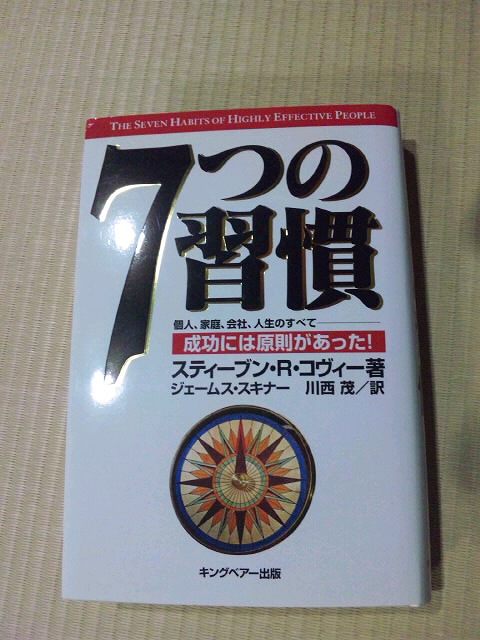 THE SEVEN HABITS OF HIGHLY EFFECTIVE PEOPLE
7つの
習慣
個人、家庭、会社、人生のすべて
成功には原則があった!
スティーブン・R・コヴィー著
ジェームス・スキナー 川西 茂/訳
キングベアー出版